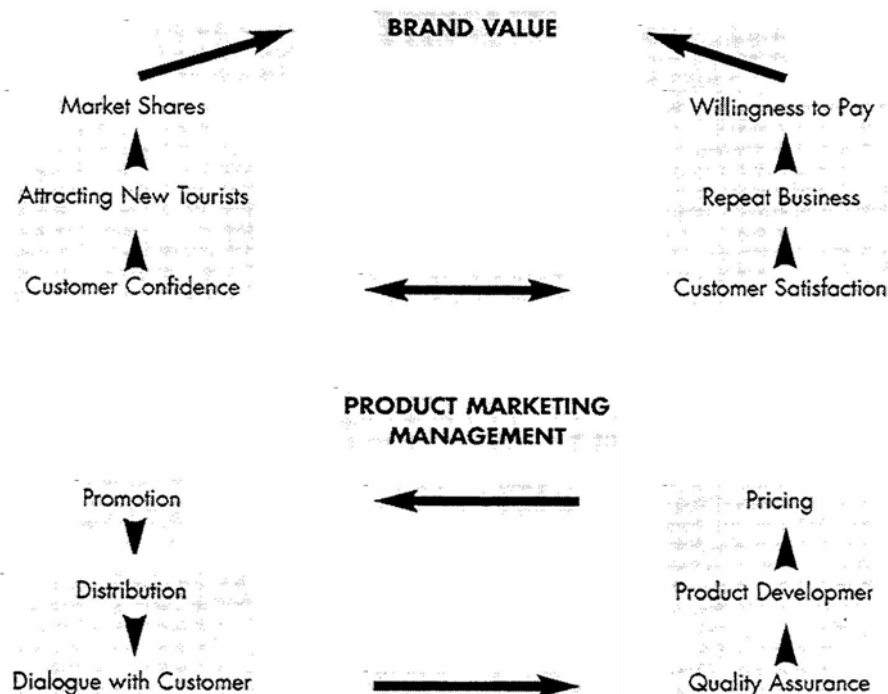 BRAND VALUE
Market Shares
Willingness to Pay
Attracting New Tourists
Repeat Business
Customer Confidence
Customer Satisfaction
PRODUCT MARKETING
MANAGEMENT
Promotion
Pricing
Distribution
Product Developmer
Dialogue with Customer
Quality Assurance